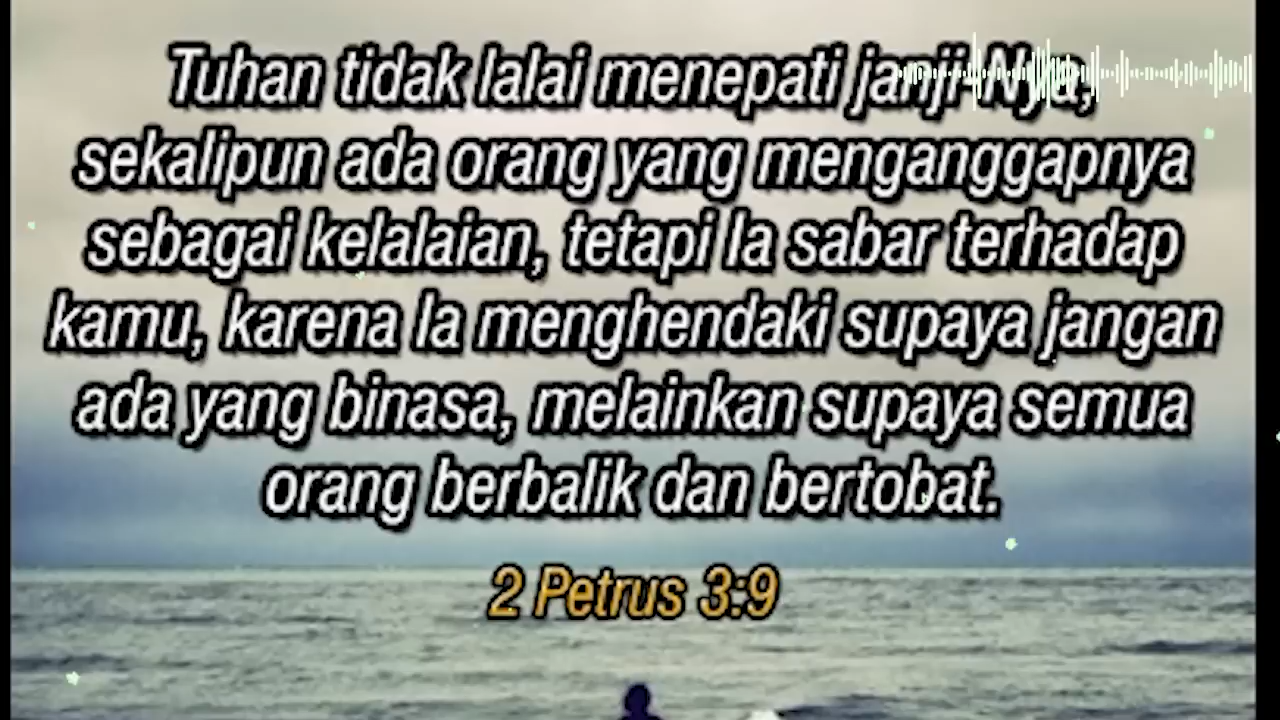 Tuhan tidak lalai menepati janji-Nya,
sekalipun ada orang yang menganggapnya
sebagai kelalaian, tetapi Ia sabar terhadap
kamu, karena Ia menghendaki supaya jangan
ada yang binasa, melainkan supaya semua
orang berbalik dan bertobat.
2 Petrus 3:9